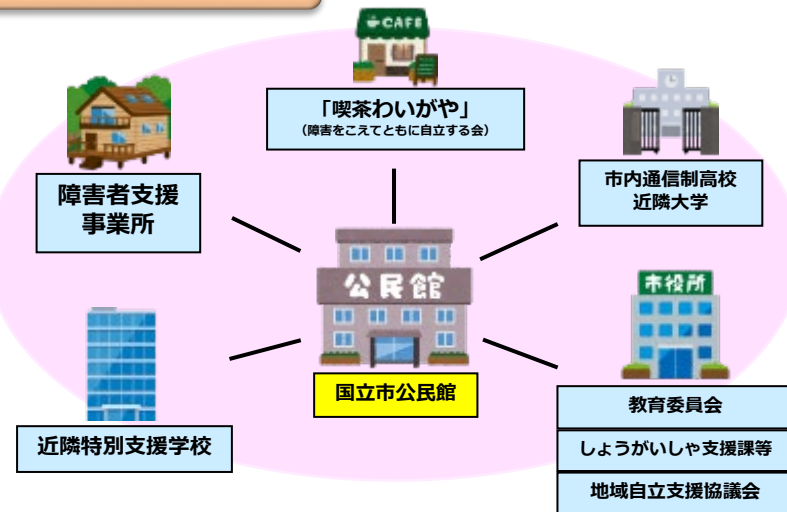 CAFE
「喫茶わいがや」
（障害をこえてともに自立する会）
障害者支援
事業所
市内通信制高校
近隣大学
公民館
国立市公民館
市役所
近隣特別支援学校
教育委員会
しょうがいしゃ支援課等
地域自立支援協議会